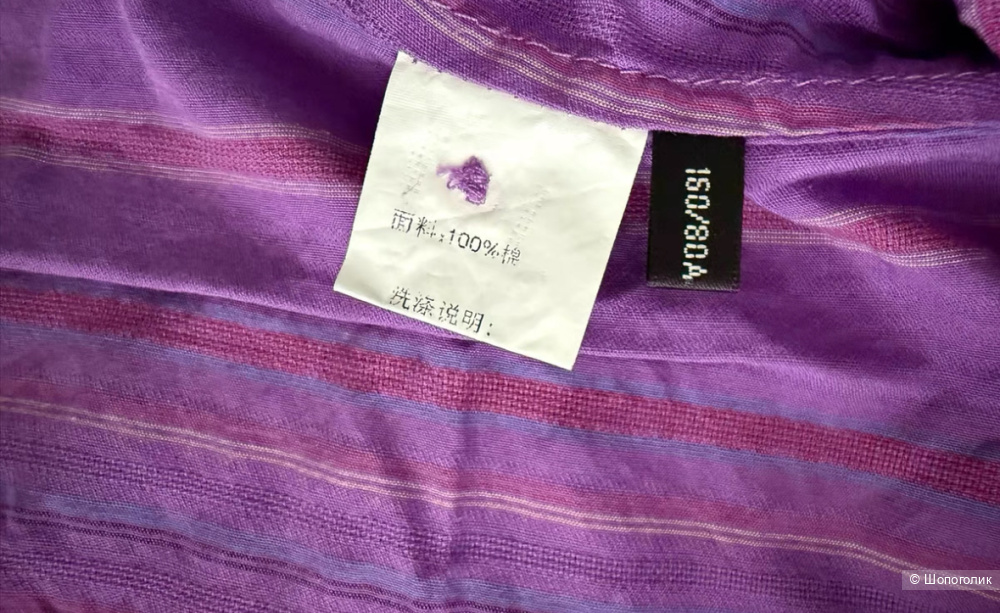 面料:100%棉
洗涤说明:
160/80A
© Шопоголик